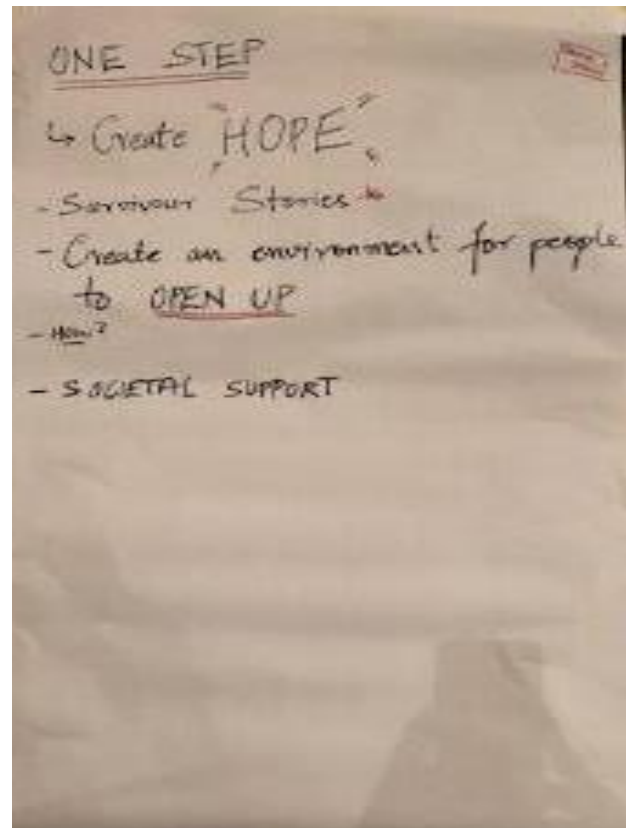 ONE STEP
↳ Create "HOPE"
- Survivour Stories *
- Create an environment for people
to OPEN UP
- How?
- SOCIETAL SUPPORT